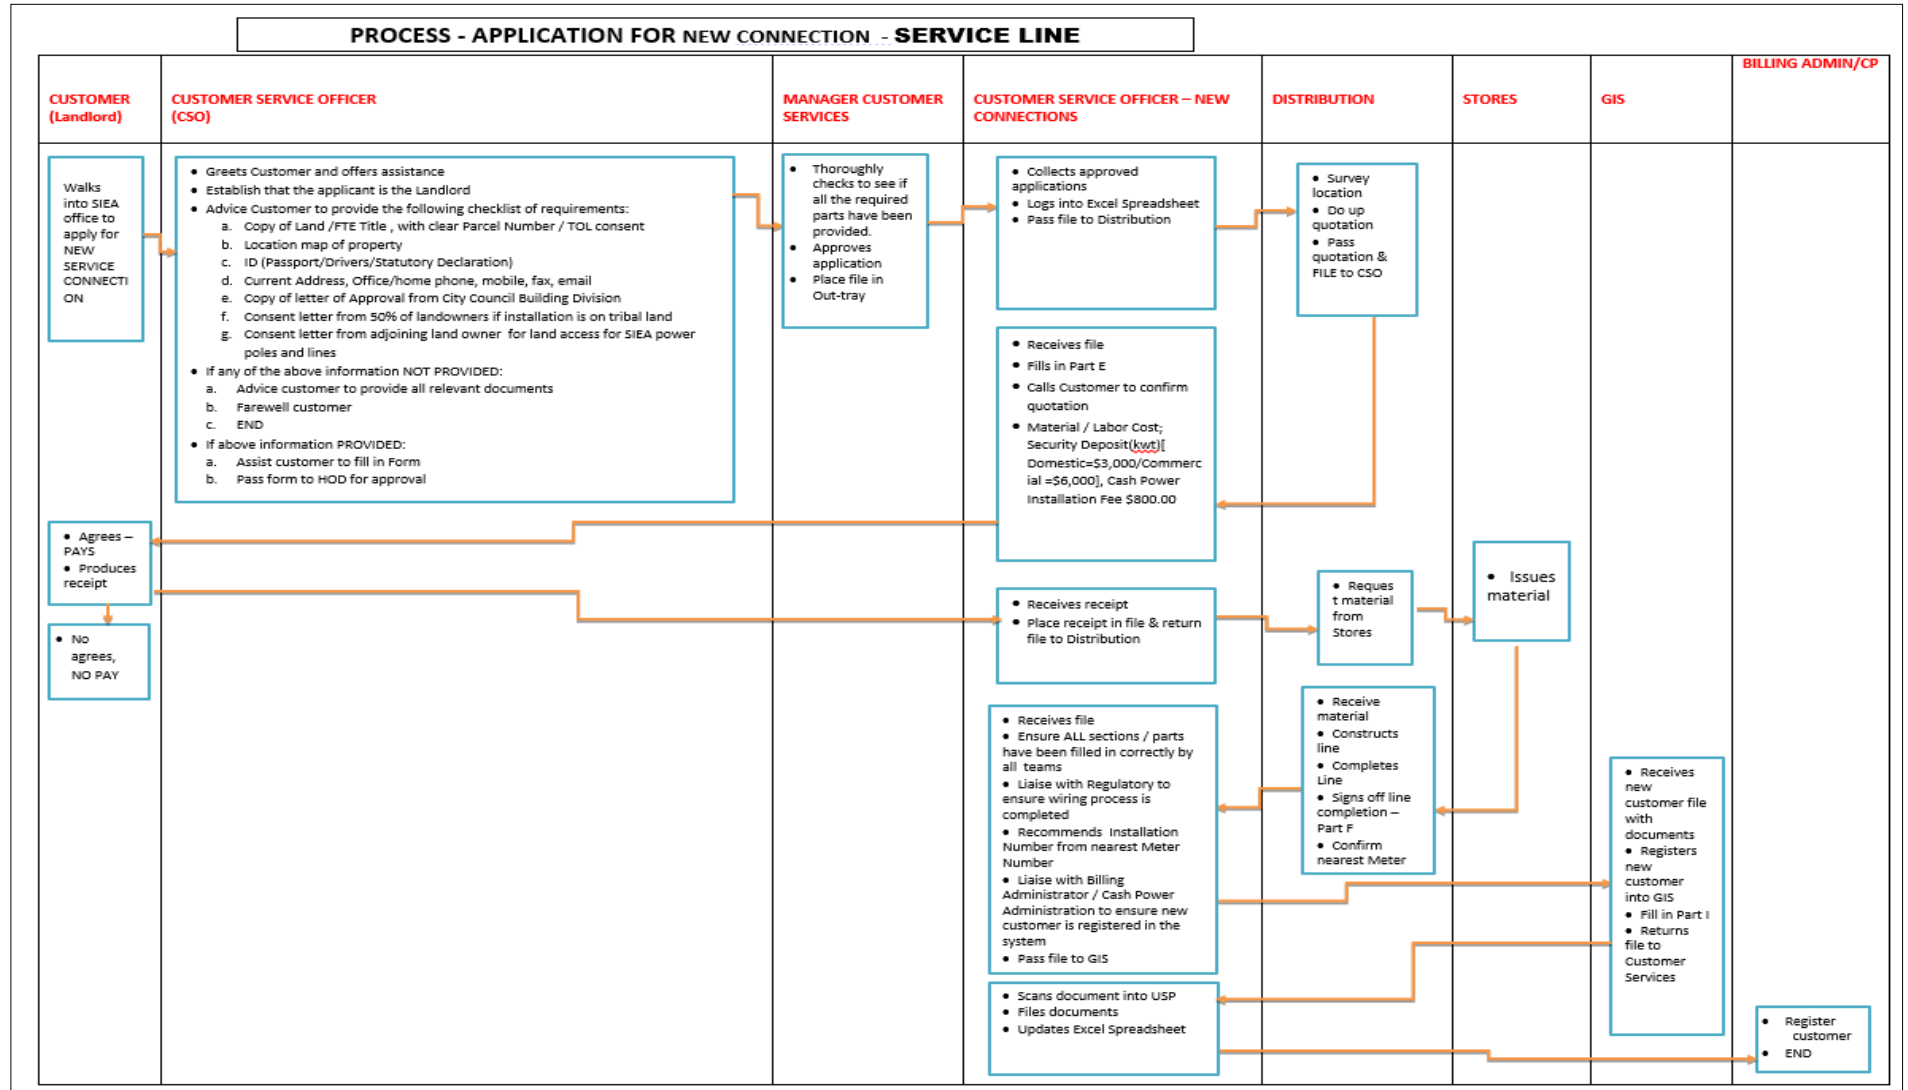 PROCESS - APPLICATION FOR NEW CONNECTION - SERVICE LINE
CUSTOMER
(Landlord)
CUSTOMER SERVICE OFFICER
(CSO)
MANAGER CUSTOMER
SERVICES
CUSTOMER SERVICE OFFICER – NEW
CONNECTIONS
DISTRIBUTION
STORES
GIS
BILLING ADMIN/CP
Walks
into SIEA
office to
apply for
NEW
SERVICE
CONNECTI
ON
• Greets Customer and offers assistance
• Establish that the applicant is the Landlord
• Advice Customer to provide the following checklist of requirements:
a. Copy of Land /FTE Title , with clear Parcel Number / TOL consent
b. Location map of property
c. ID (Passport/Drivers/Statutory Declaration)
d. Current Address, Office/home phone, mobile, fax, email
e. Copy of letter of Approval from City Council Building Division
f. Consent letter from 50% of landowners if installation is on tribal land
g. Consent letter from adjoining land owner for land access for SIEA power
poles and lines
• If any of the above information NOT PROVIDED:
a. Advice customer to provide all relevant documents
b. Farewell customer
c. END
• If above information PROVIDED:
a. Assist customer to fill in Form
b. Pass form to HOD for approval
• Thoroughly
checks to see if
all the required
parts have been
provided.
• Approves
application
• Place file in
Out-tray
• Collects approved
applications
• Logs into Excel Spreadsheet
• Pass file to Distribution
• Survey
location
• Do up
quotation
• Pass
quotation &
FILE to CSO
• Receives file
• Fills in Part E
• Calls Customer to confirm
quotation
• Material / Labor Cost;
Security Deposit(kwt)[
Domestic=$3,000/Commerc
ial =$6,000], Cash Power
Installation Fee $800.00
• Agrees –
PAYS
• Produces
receipt
• No
agrees,
NO PAY
• Receives receipt
• Place receipt in file & return
file to Distribution
• Reques
t material
from
Stores
• Issues
material
• Receive
material
• Constructs
line
• Completes
Line
• Signs off line
completion –
Part F
• Confirm
nearest Meter
• Receives file
• Ensure ALL sections / parts
have been filled in correctly by
all teams
• Liaise with Regulatory to
ensure wiring process is
completed
• Recommends Installation
Number from nearest Meter
Number
• Liaise with Billing
Administrator / Cash Power
Administration to ensure new
customer is registered in the
system
• Pass file to GIS
• Receives
new
customer file
with
documents
• Registers
new
customer
into GIS
• Fill in Part I
• Returns
file to
Customer
Services
• Scans document into USP
• Files documents
• Updates Excel Spreadsheet
• Register
customer
• END